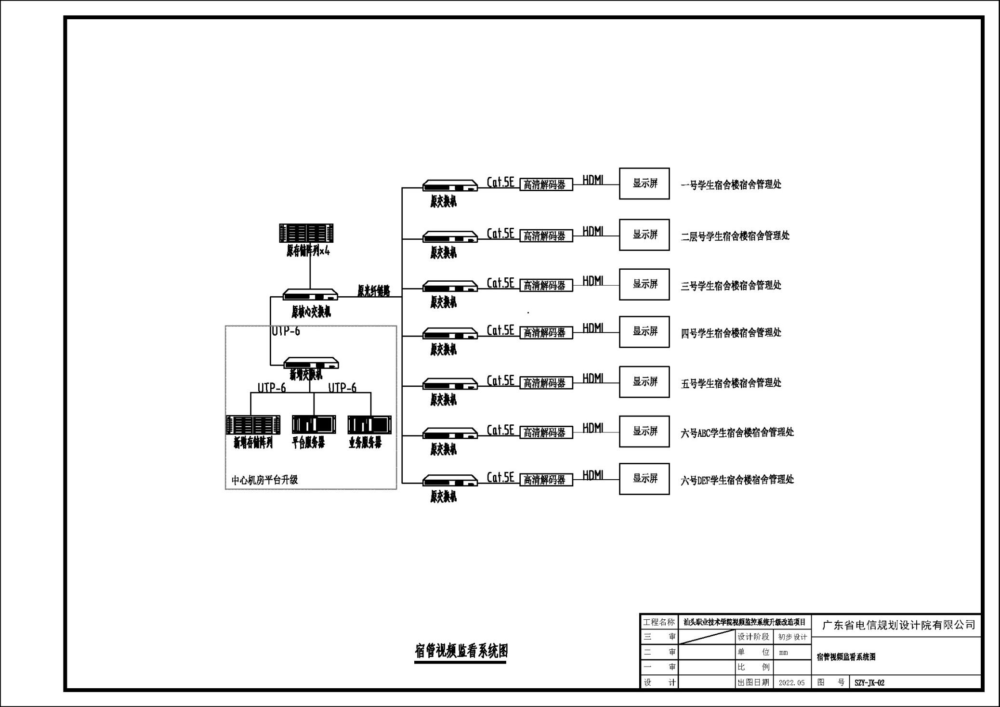 Cat.5E 高清解码器 HDMI 显示屏 一号学生宿舍楼宿舍管理处
原交换机
Cat.5E 高清解码器 HDMI 显示屏 二层号学生宿舍楼宿舍管理处
原交换机
原存储阵列×4
Cat.5E 高清解码器 HDMI 显示屏 三号学生宿舍楼宿舍管理处
原交换机
原光纤链路
原核心交换机
UTP-6
Cat.5E 高清解码器 HDMI 显示屏 四号学生宿舍楼宿舍管理处
原交换机
新增交换机
UTP-6 UTP-6
Cat.5E 高清解码器 HDMI 显示屏 五号学生宿舍楼宿舍管理处
原交换机
新增存储阵列 平台服务器 业务服务器
Cat.5E 高清解码器 HDMI 显示屏 六号ABC学生宿舍楼宿舍管理处
原交换机
中心机房平台升级
Cat.5E 高清解码器 HDMI 显示屏 六号DEF学生宿舍楼宿舍管理处
原交换机
宿管视频监看系统图
工程名称 汕头职业技术学院视频监控系统升级改造项目 广东省电信规划设计院有限公司
三 审 设计阶段 初步设计
二 审 单 位 mm 宿管视频监看系统图
一 审 比 例
设 计 出图日期 2022.05 图 号 SZY-JK-02